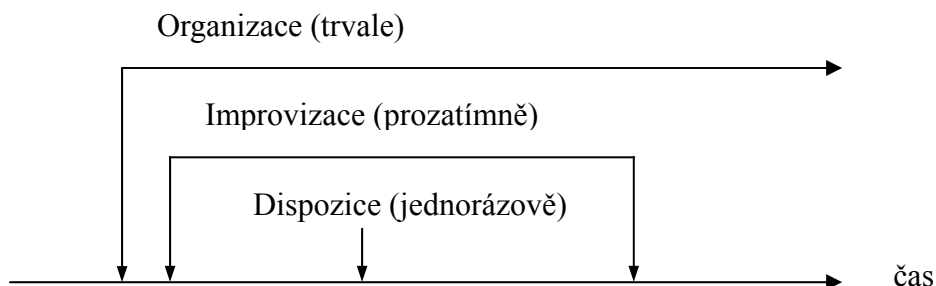 Organizace (trvale)
Improvizace (prozatímně)
Dispozice (jednorázově)
čas